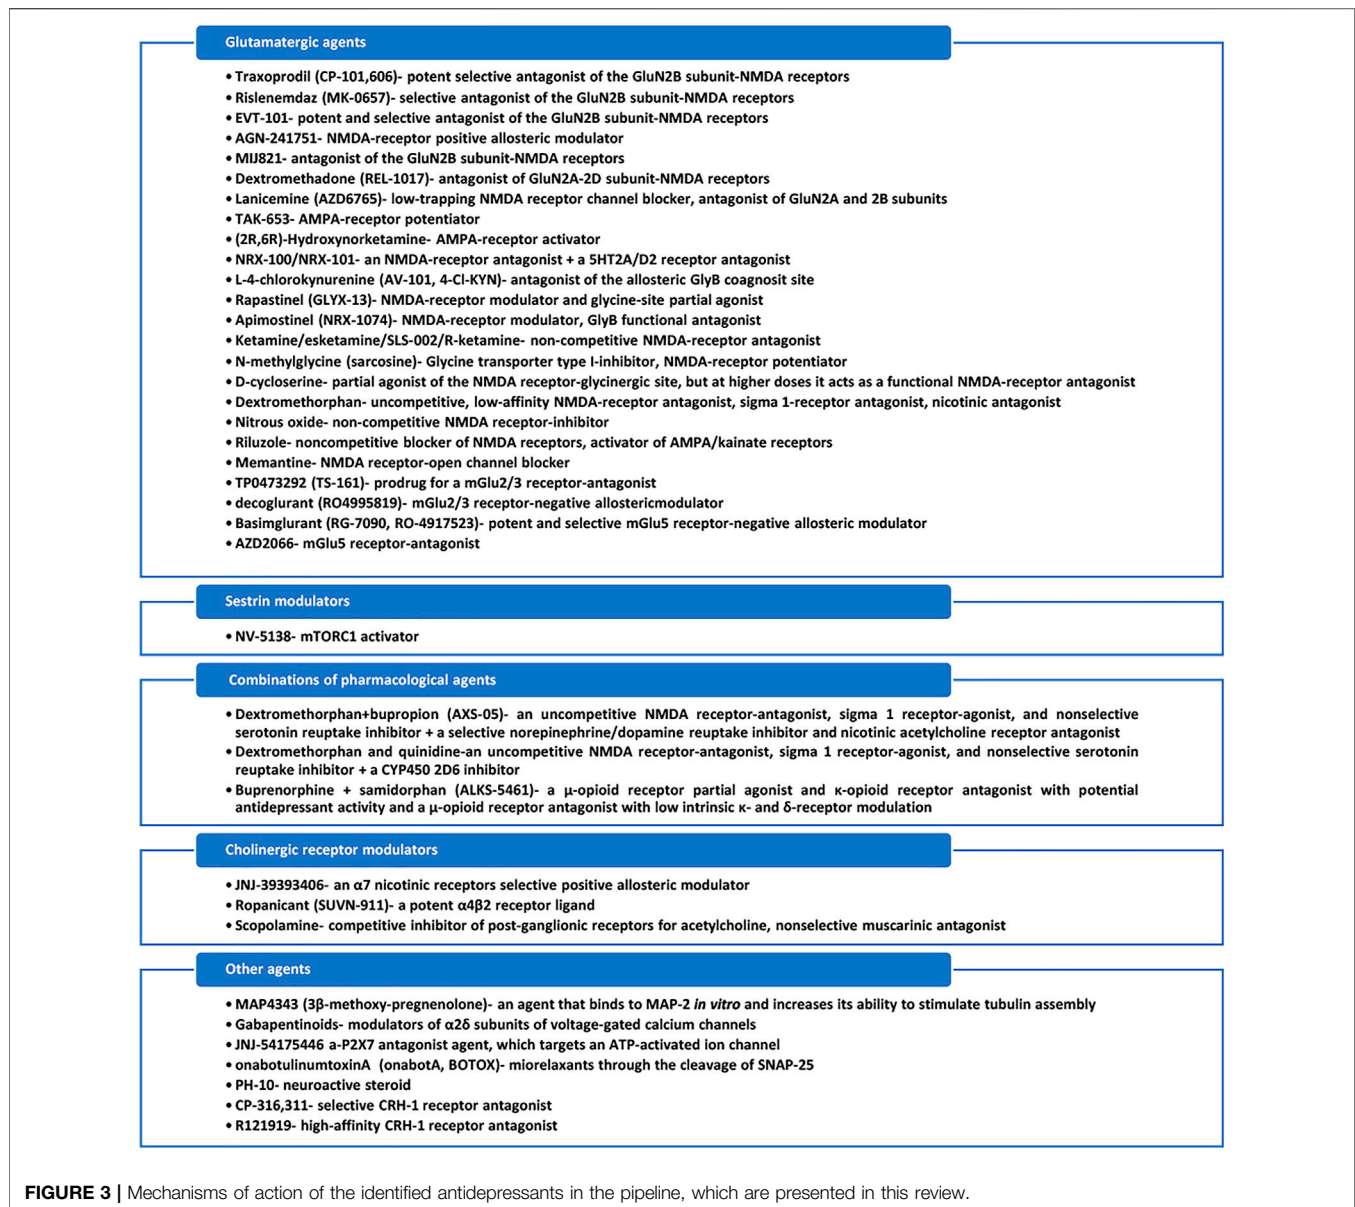 Glutamatergic agents
• Traxoprodil (CP-101,606)- potent selective antagonist of the GluN2B subunit-NMDA receptors
• Rislenemdaz (MK-0657)- selective antagonist of the GluN2B subunit-NMDA receptors
• EVT-101- potent and selective antagonist of the GluN2B subunit-NMDA receptors
• AGN-241751- NMDA-receptor positive allosteric modulator
• MIJ821- antagonist of the GluN2B subunit-NMDA receptors
• Dextromethadone (REL-1017)- antagonist of GluN2A-2D subunit-NMDA receptors
• Lanicemine (AZD6765)- low-trapping NMDA receptor channel blocker, antagonist of GluN2A and 2B subunits
• TAK-653- AMPA-receptor potentiator
• (2R,6R)-Hydroxynorketamine- AMPA-receptor activator
• NRX-100/NRX-101- an NMDA-receptor antagonist + a 5HT2A/D2 receptor antagonist
• L-4-chlorokynurenine (AV-101, 4-Cl-KYN)- antagonist of the allosteric GlyB coagnosit site
• Rapastinel (GLYX-13)- NMDA-receptor modulator and glycine-site partial agonist
• Apimostinel (NRX-1074)- NMDA-receptor modulator, GlyB functional antagonist
• Ketamine/esketamine/SLS-002/R-ketamine- non-competitive NMDA-receptor antagonist
• N-methylglycine (sarcosine)- Glycine transporter type I-inhibitor, NMDA-receptor potentiator
• D-cycloserine- partial agonist of the NMDA receptor-glycinergic site, but at higher doses it acts as a functional NMDA-receptor antagonist
• Dextromethorphan- uncompetitive, low-affinity NMDA-receptor antagonist, sigma 1-receptor antagonist, nicotinic antagonist
• Nitrous oxide- non-competitive NMDA receptor-inhibitor
• Riluzole- noncompetitive blocker of NMDA receptors, activator of AMPA/kainate receptors
• Memantine- NMDA receptor-open channel blocker
• TP0473292 (TS-161)- prodrug for a mGlu2/3 receptor-antagonist
• decoglurant (RO4995819)- mGlu2/3 receptor-negative allostericmodulator
• Basimglurant (RG-7090, RO-4917523)- potent and selective mGlu5 receptor-negative allosteric modulator
• AZD2066- mGlu5 receptor-antagonist
Sestrin modulators
• NV-5138- mTORC1 activator
Combinations of pharmacological agents
• Dextromethorphan+bupropion (AXS-05)- an uncompetitive NMDA receptor-antagonist, sigma 1 receptor-agonist, and nonselective
serotonin reuptake inhibitor + a selective norepinephrine/dopamine reuptake inhibitor and nicotinic acetylcholine receptor antagonist
• Dextromethorphan and quinidine-an uncompetitive NMDA receptor-antagonist, sigma 1 receptor-agonist, and nonselective serotonin
reuptake inhibitor + a CYP450 2D6 inhibitor
• Buprenorphine + samidorphan (ALKS-5461)- a μ-opioid receptor partial agonist and κ-opioid receptor antagonist with potential
antidepressant activity and a μ-opioid receptor antagonist with low intrinsic κ- and δ-receptor modulation
Cholinergic receptor modulators
• JNJ-39393406- an α7 nicotinic receptors selective positive allosteric modulator
• Ropanicant (SUVN-911)- a potent α4β2 receptor ligand
• Scopolamine- competitive inhibitor of post-ganglionic receptors for acetylcholine, nonselective muscarinic antagonist
Other agents
• MAP4343 (3β-methoxy-pregnenolone)- an agent that binds to MAP-2 in vitro and increases its ability to stimulate tubulin assembly
• Gabapentinoids- modulators of α2δ subunits of voltage-gated calcium channels
• JNJ-54175446 a-P2X7 antagonist agent, which targets an ATP-activated ion channel
• onabotulinumtoxinA (onabotA, BOTOX)- miorelaxants through the cleavage of SNAP-25
• PH-10- neuroactive steroid
• CP-316,311- selective CRH-1 receptor antagonist
• R121919- high-affinity CRH-1 receptor antagonist
FIGURE 3 | Mechanisms of action of the identified antidepressants in the pipeline, which are presented in this review.